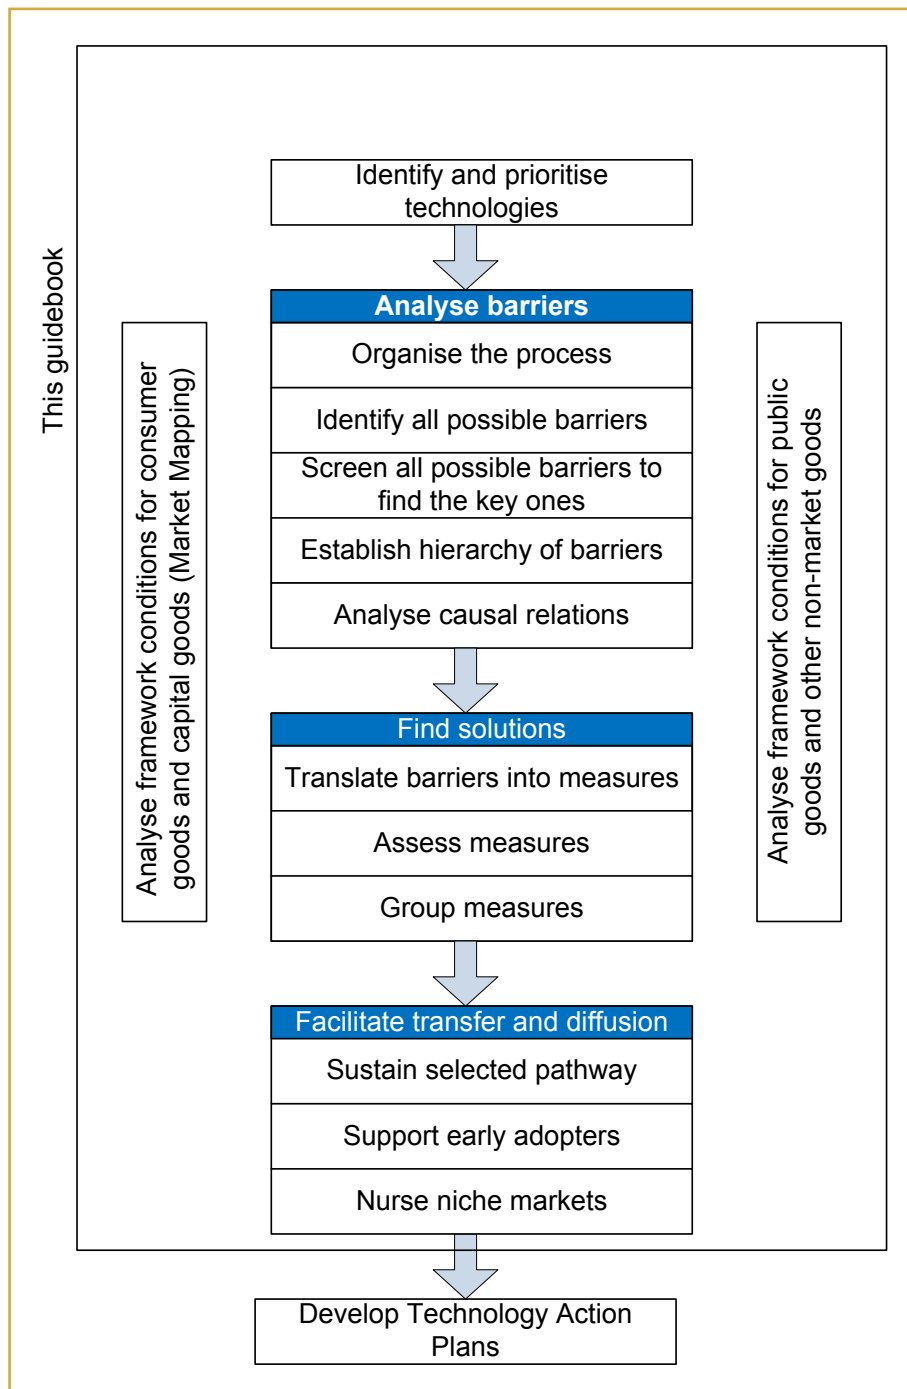 This guidebook
Identify and prioritise
technologies
Analyse barriers
Organise the process
Identify all possible barriers
Screen all possible barriers to
find the key ones
Establish hierarchy of barriers
Analyse causal relations
Analyse framework conditions for consumer
goods and capital goods (Market Mapping)
Analyse framework conditions for public
goods and other non-market goods
Find solutions
Translate barriers into measures
Assess measures
Group measures
Facilitate transfer and diffusion
Sustain selected pathway
Support early adopters
Nurse niche markets
Develop Technology Action
Plans